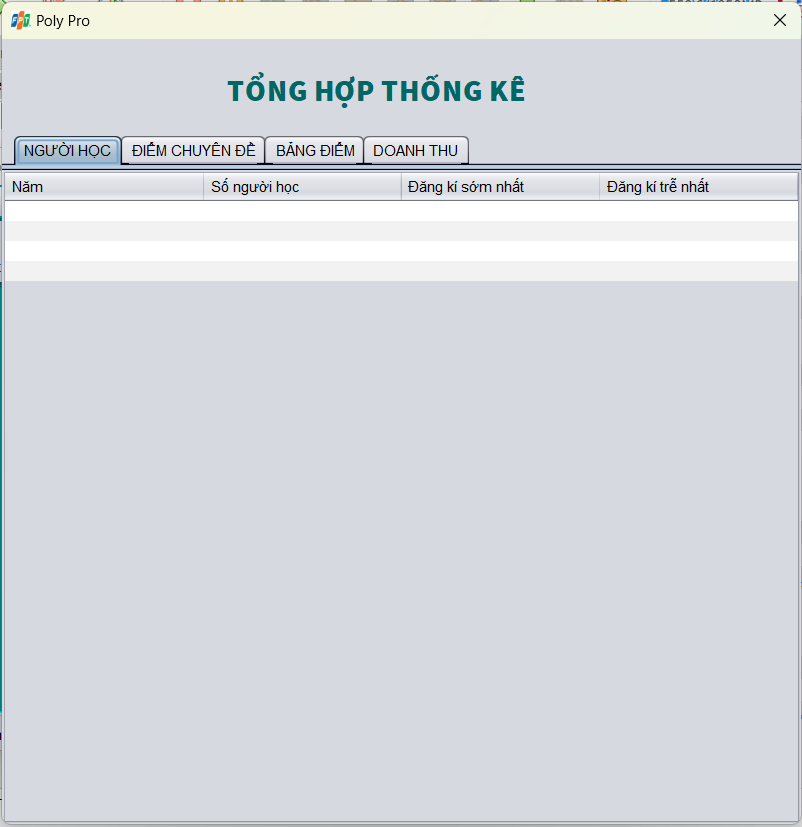 FPT Poly Pro
TỔNG HỢP THỐNG KÊ
NGƯỜI HỌC ĐIỂM CHUYÊN ĐỀ BẢNG ĐIỂM DOANH THU
Năm Số người học Đăng kí sớm nhất Đăng kí trễ nhất